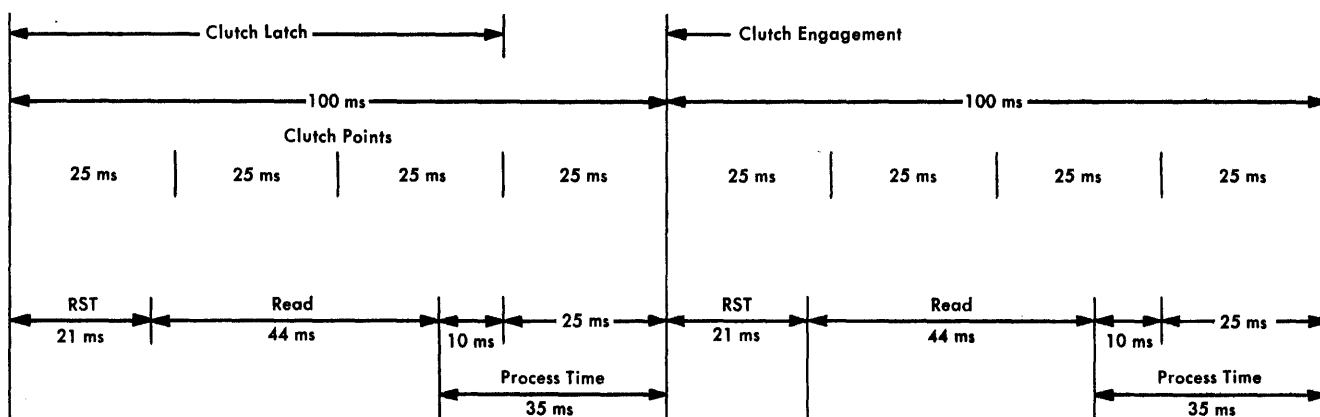 Clutch Latch
Clutch Engagement
100 ms
100 ms
Clutch Points
25 ms
25 ms
25 ms
25 ms
25 ms
25 ms
25 ms
25 ms
RST
Read
25 ms
RST
Read
25 ms
21 ms
44 ms
10 ms
21 ms
44 ms
10 ms
Process Time
Process Time
35 ms
35 ms